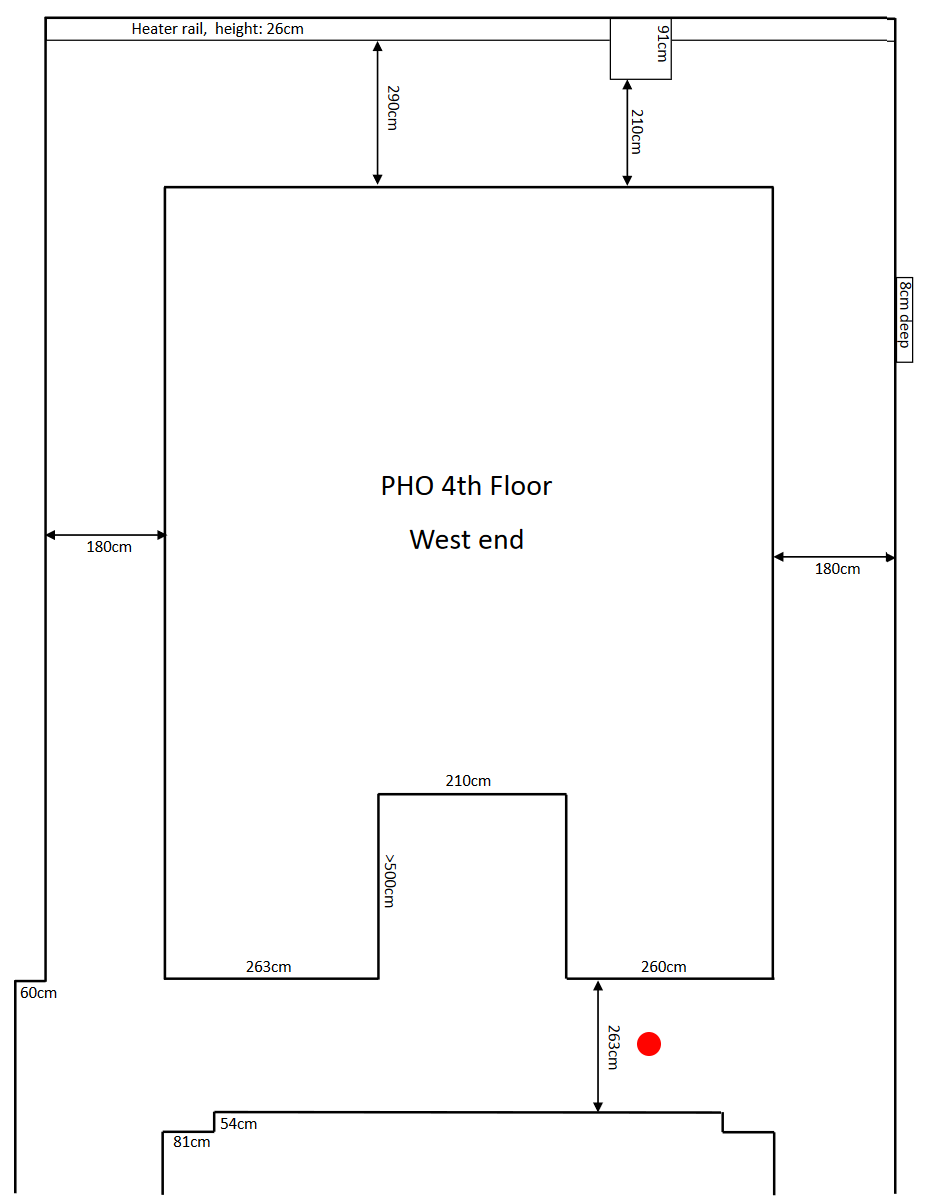 Heater rail, height: 26cm
91cm
290cm
210cm
8cm deep
PHO 4th Floor
West end
180cm
180cm
210cm
>500cm
263cm
260cm
60cm
263cm
54cm
81cm